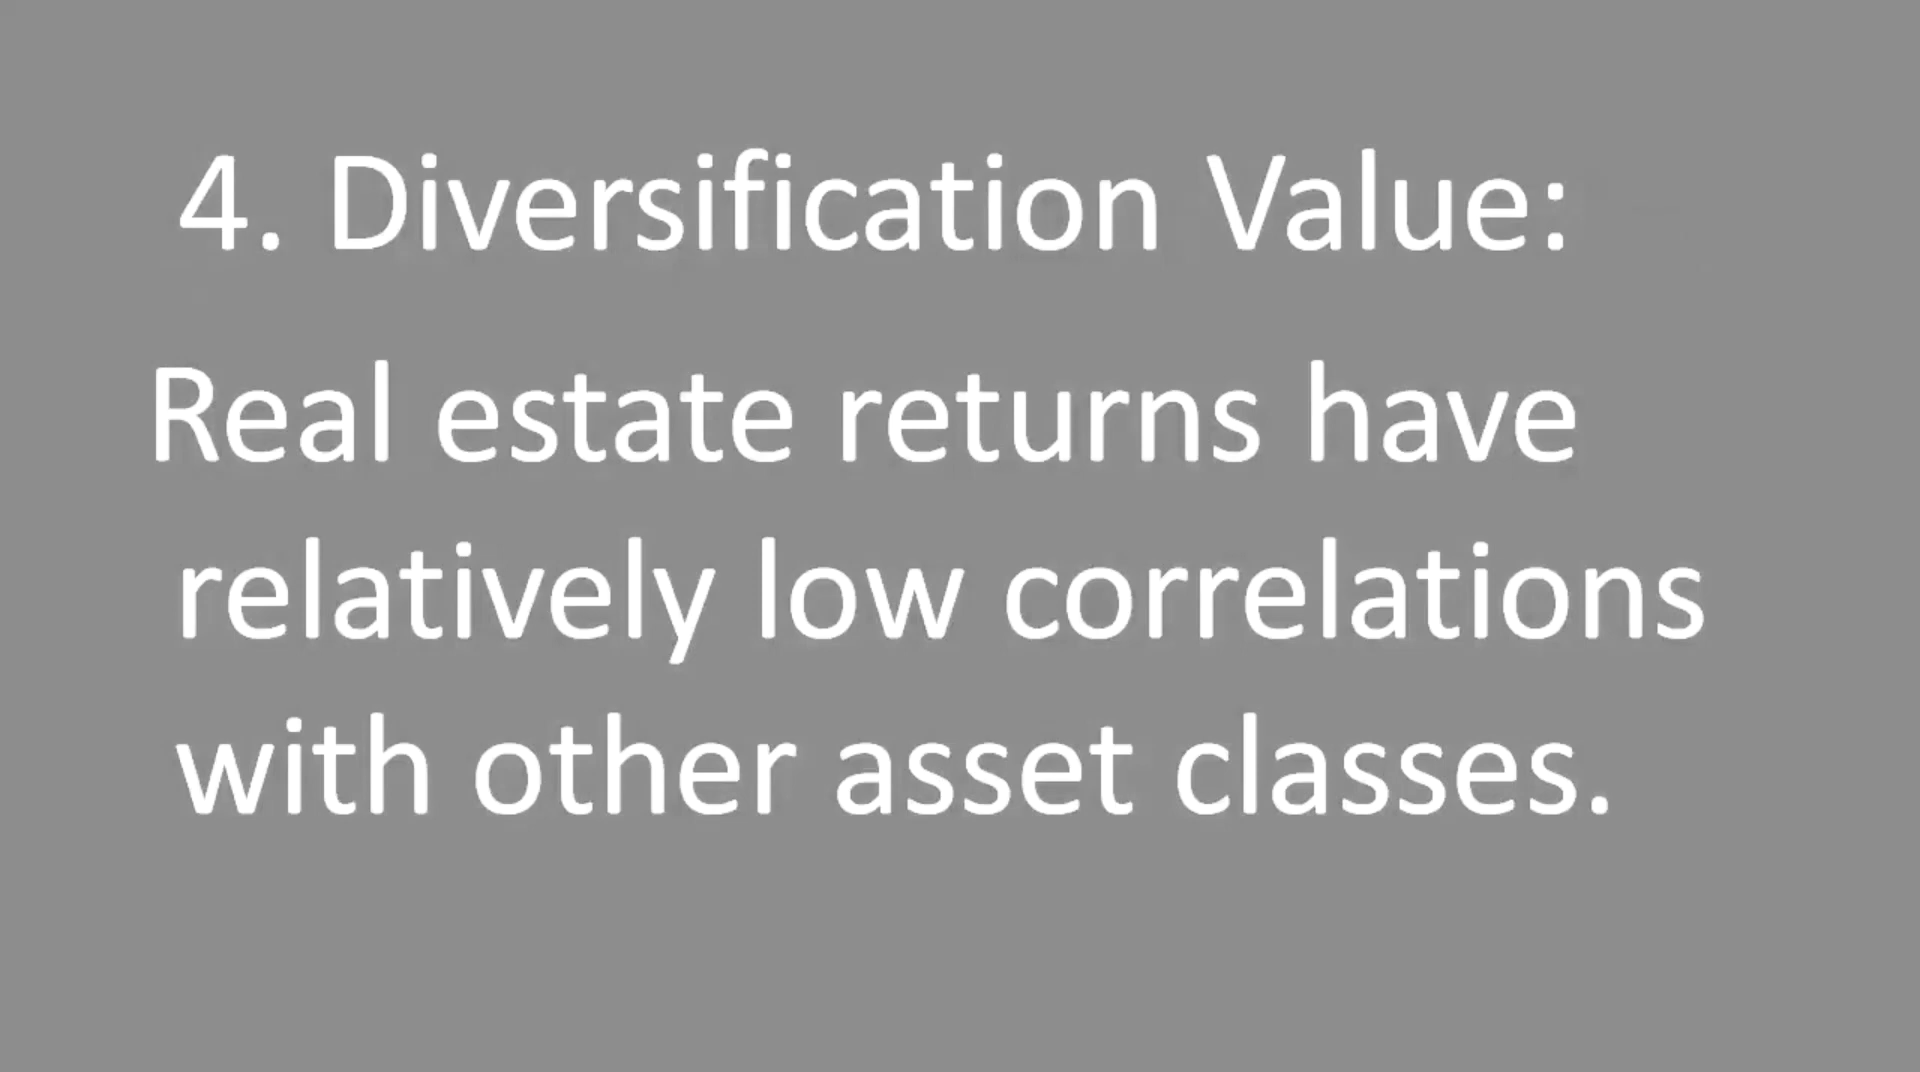 4. Diversification Value:
Real estate returns have
relatively low correlations
with other asset classes.